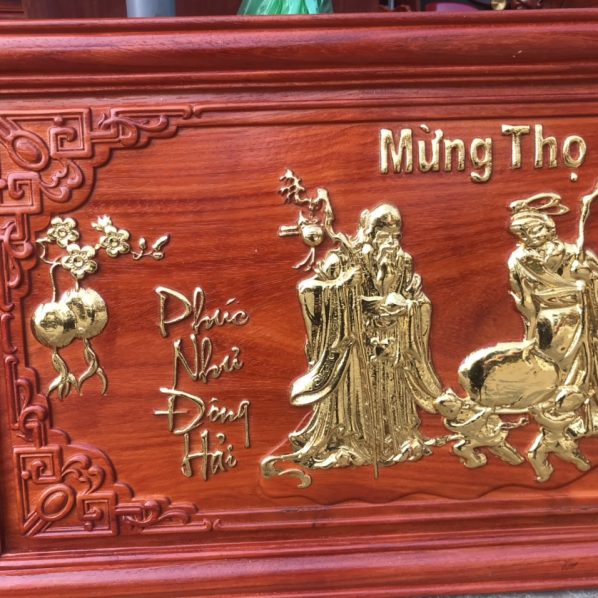 Mừng Thọ
Phúc
Như
Đông
Hải